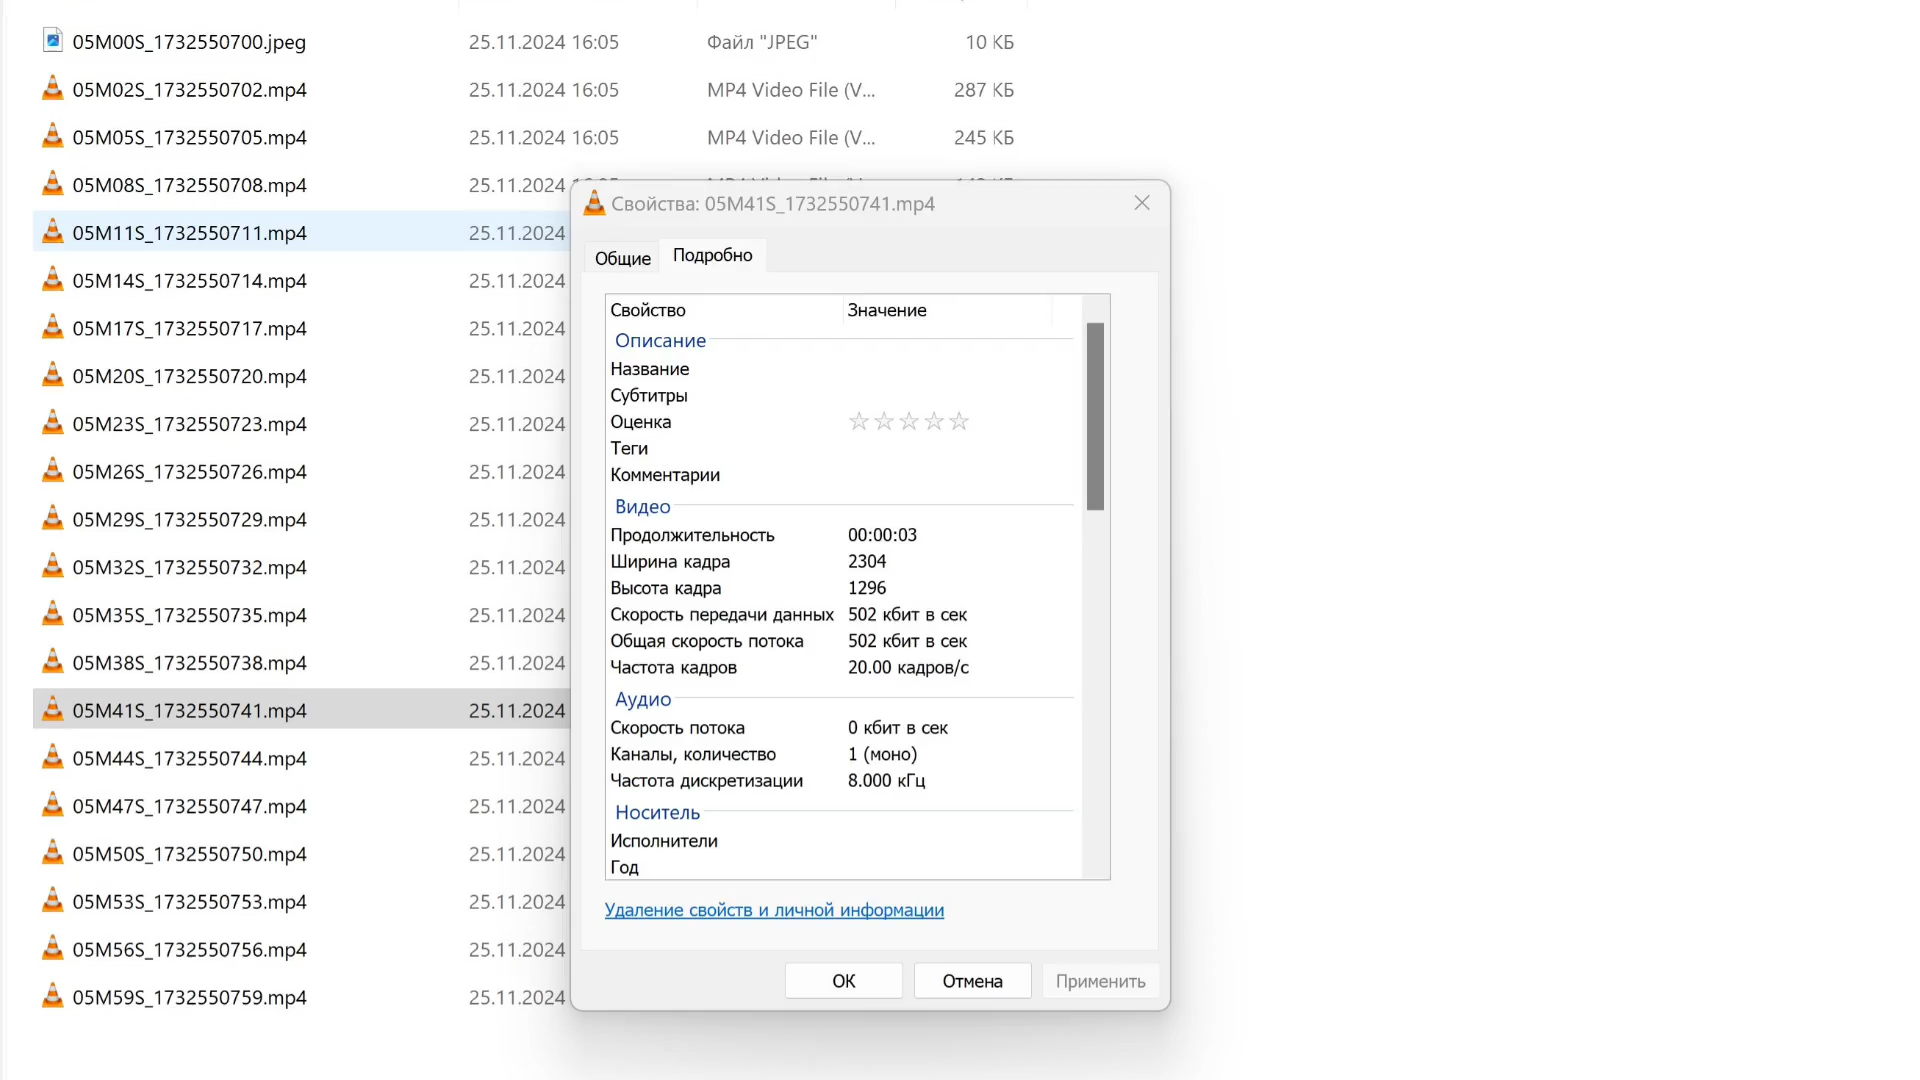 05M00S_1732550700.jpeg 25.11.2024 16:05 Файл "JPEG" 10 КБ
05M02S_1732550702.mp4 25.11.2024 16:05 MP4 Video File (V... 287 КБ
05M05S_1732550705.mp4 25.11.2024 16:05 MP4 Video File (V... 245 КБ
05M08S_1732550708.mp4 25.11.2024
05M11S_1732550711.mp4 25.11.2024
05M14S_1732550714.mp4 25.11.2024
05M17S_1732550717.mp4 25.11.2024
05M20S_1732550720.mp4 25.11.2024
05M23S_1732550723.mp4 25.11.2024
05M26S_1732550726.mp4 25.11.2024
05M29S_1732550729.mp4 25.11.2024
05M32S_1732550732.mp4 25.11.2024
05M35S_1732550735.mp4 25.11.2024
05M38S_1732550738.mp4 25.11.2024
05M41S_1732550741.mp4 25.11.2024
05M44S_1732550744.mp4 25.11.2024
05M47S_1732550747.mp4 25.11.2024
05M50S_1732550750.mp4 25.11.2024
05M53S_1732550753.mp4 25.11.2024
05M56S_1732550756.mp4 25.11.2024
05M59S_1732550759.mp4 25.11.2024
Свойства: 05M41S_1732550741.mp4
Общие Подробно
Свойство Значение
Описание
Название
Субтитры
Оценка
Теги
Комментарии
Видео
Продолжительность 00:00:03
Ширина кадра 2304
Высота кадра 1296
Скорость передачи данных 502 кбит в сек
Общая скорость потока 502 кбит в сек
Частота кадров 20.00 кадров/с
Аудио
Скорость потока 0 кбит в сек
Каналы, количество 1 (моно)
Частота дискретизации 8.000 кГц
Носитель
Исполнители
Год
Удаление свойств и личной информации
ОК Отмена Применить